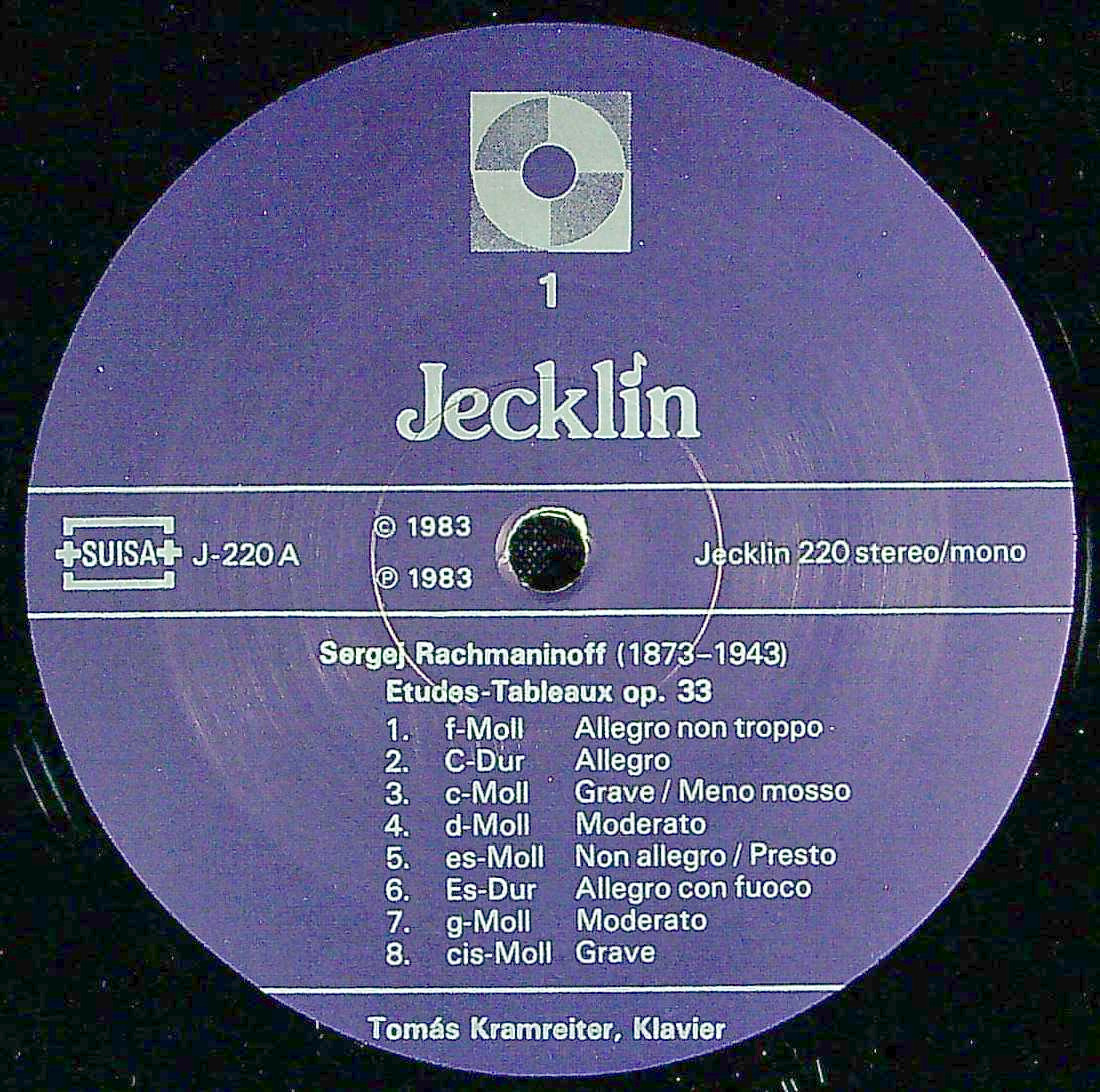 1
Jecklin
+SUISA+ J-220 A
© 1983
℗ 1983
Jecklin 220 stereo/mono
Sergej Rachmaninoff (1873–1943)
Etudes-Tableaux op. 33
1. f-Moll Allegro non troppo
2. C-Dur Allegro
3. c-Moll Grave / Meno mosso
4. d-Moll Moderato
5. es-Moll Non allegro / Presto
6. Es-Dur Allegro con fuoco
7. g-Moll Moderato
8. cis-Moll Grave
Tomás Kramreiter, Klavier